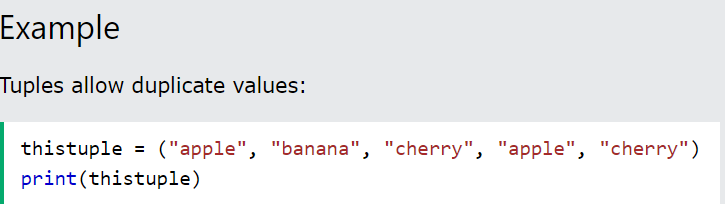 Example
Tuples allow duplicate values:
thistuple = ("apple", "banana", "cherry", "apple", "cherry")
print(thistuple)